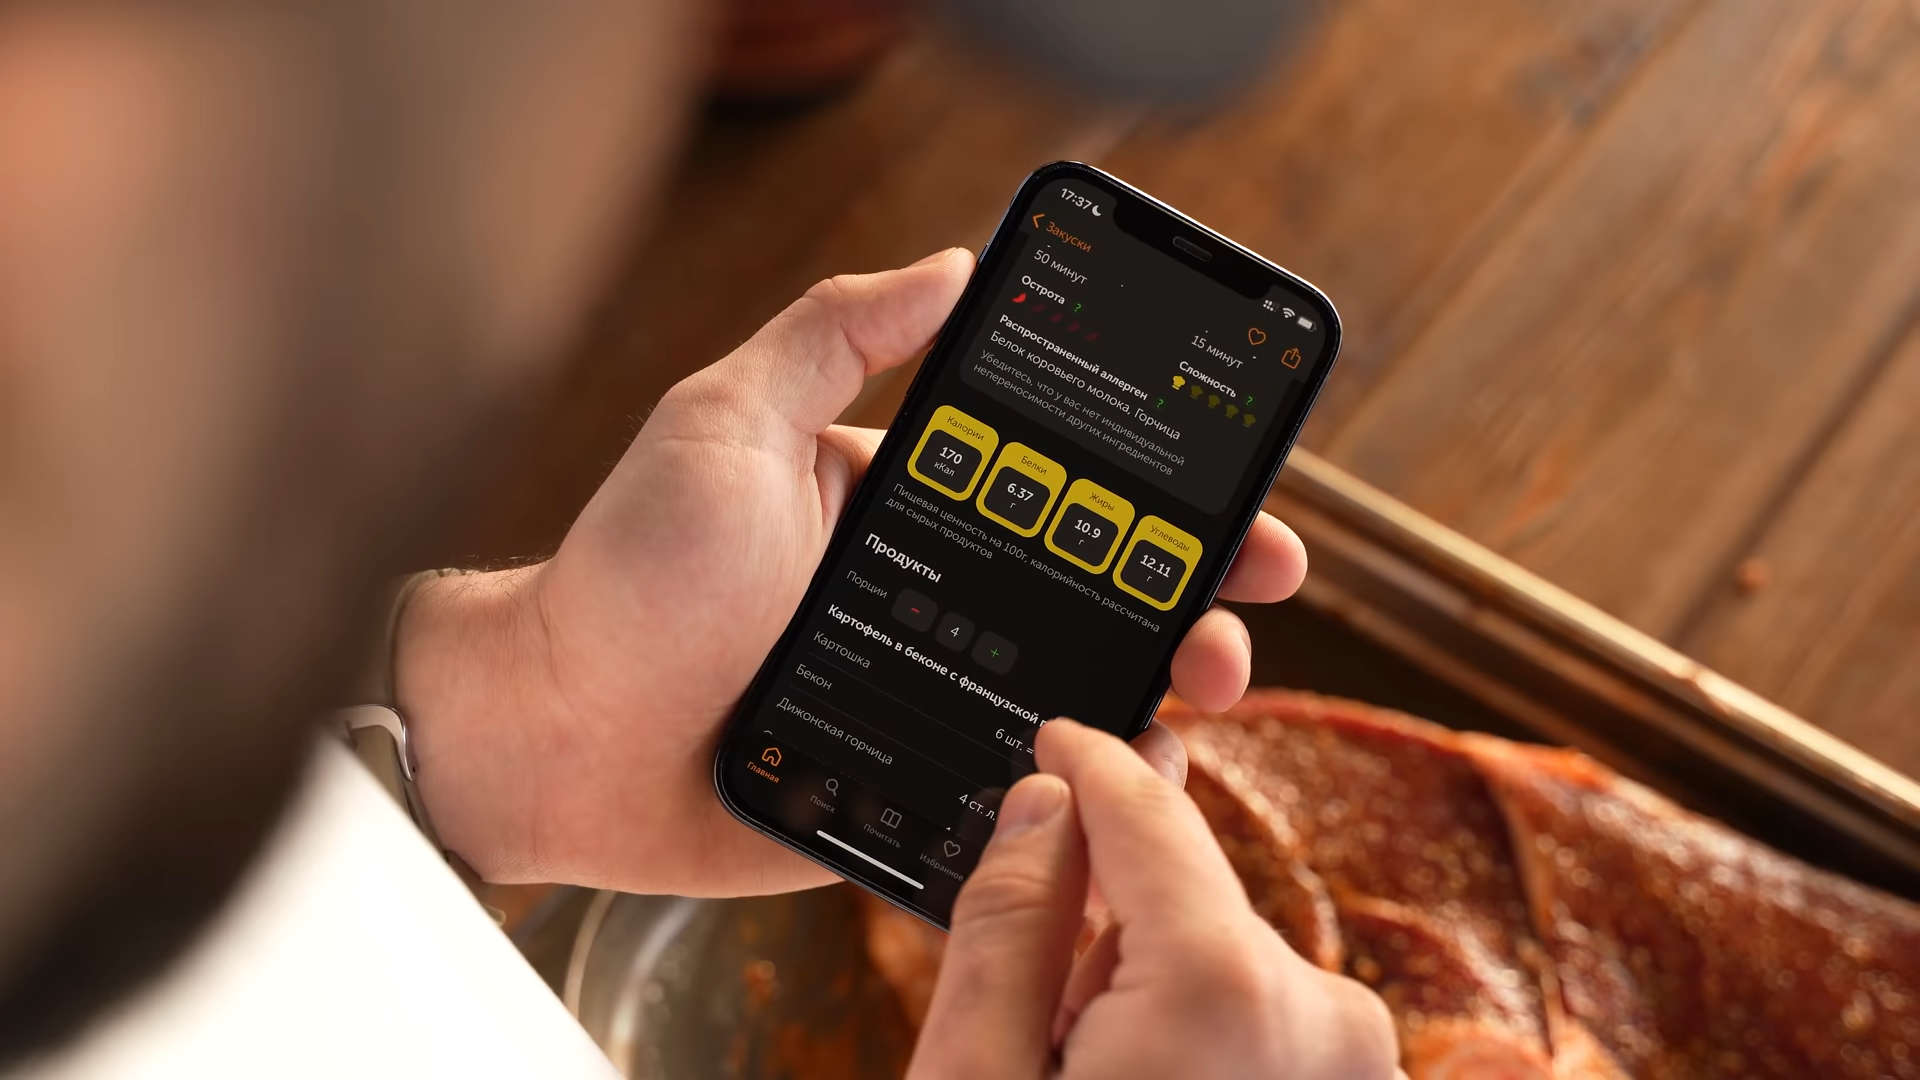 17:37
Закуски
50 минут
15 минут
Острота ?
Сложность ?
Распространенный аллерген ?
Белок коровьего молока, Горчица
Убедитесь, что у вас нет индивидуальной
непереносимости других ингредиентов
Калории
170
кКал
Белки
6.37
г
Жиры
10.9
г
Углеводы
12.11
г
Пищевая ценность на 100г, калорийность рассчитана
для сырых продуктов
Продукты
Порции
−
4
+
Картофель в беконе с французской
Картошка
6 шт. =
Бекон
Дижонская горчица
4 ст. л.
Главная
Поиск
Почитать
Избранное